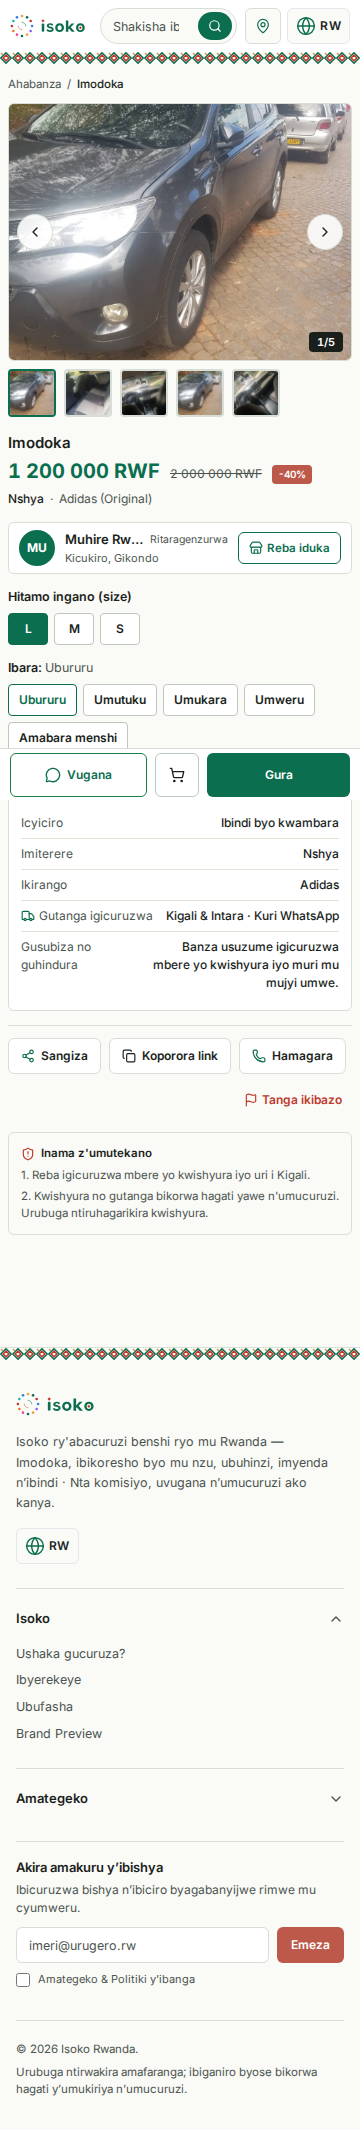 isoko
Shakisha ib
RW
Ahabanza / Imodoka
1/5
Imodoka
1 200 000 RWF 2 000 000 RWF -40%
Nshya · Adidas (Original)
MU
Muhire Rw... Ritaragenzurwa
Kicukiro, Gikondo
Reba iduka
Hitamo ingano (size)
L M S
Ibara: Ubururu
Ubururu Umutuku Umukara Umweru
Amabara menshi
Vugana Gura
Icyiciro Ibindi byo kwambara
Imiterere Nshya
Ikirango Adidas
Gutanga igicuruzwa Kigali & Intara · Kuri WhatsApp
Gusubiza no guhindura
Banza usuzume igicuruzwa
mbere yo kwishyura iyo muri mu
mujyi umwe.
Sangiza Koporora link Hamagara
Tanga ikibazo
Inama z'umutekano
1. Reba igicuruzwa mbere yo kwishyura iyo uri i Kigali.
2. Kwishyura no gutanga bikorwa hagati yawe n'umucuruzi.
Urubuga ntiruhagarikira kwishyura.
isoko
Isoko ry'abacuruzi benshi ryo mu Rwanda —
Imodoka, ibikoresho byo mu nzu, ubuhinzi, imyenda
n’ibindi · Nta komisiyo, uvugana n’umucuruzi ako
kanya.
RW
Isoko
Ushaka gucuruza?
Ibyerekeye
Ubufasha
Brand Preview
Amategeko
Akira amakuru y’ibishya
Ibicuruzwa bishya n’ibiciro byagabanyijwe rimwe mu
cyumweru.
imeri@urugero.rw Emeza
Amategeko & Politiki y'ibanga
© 2026 Isoko Rwanda.
Urubuga ntirwakira amafaranga; ibiganiro byose bikorwa
hagati y’umukiriya n’umucuruzi.